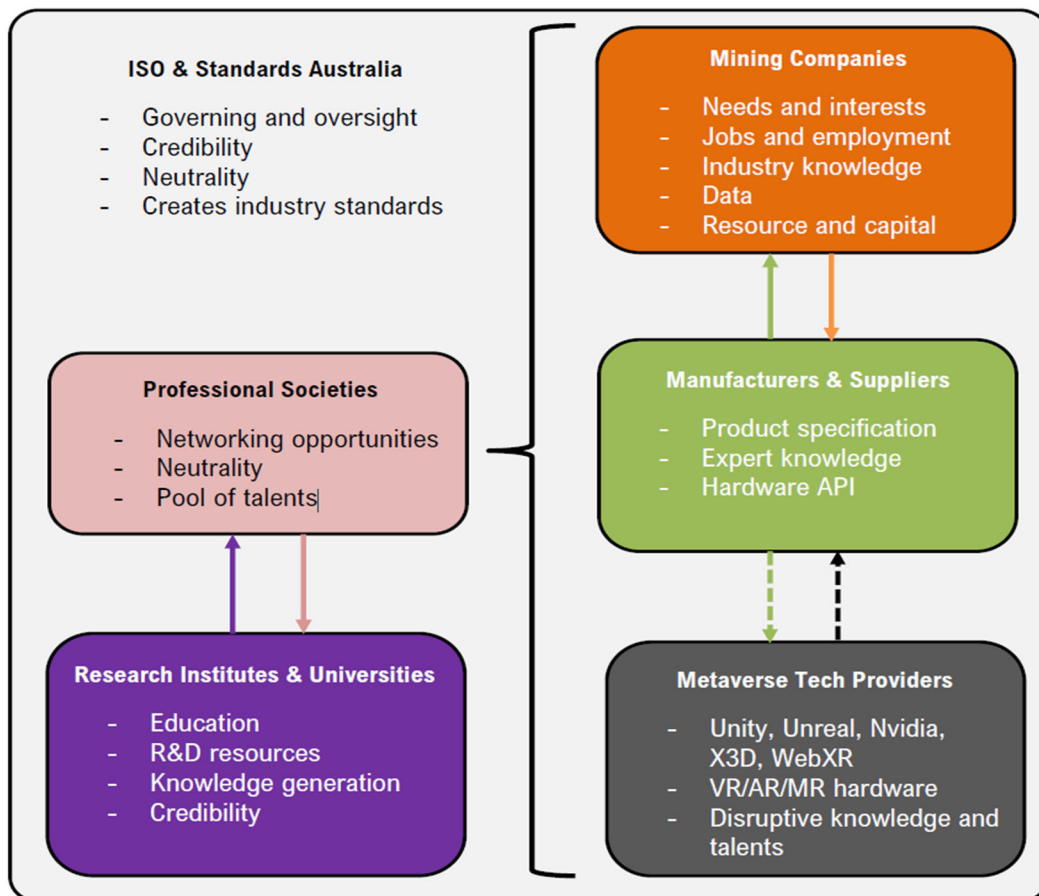 ISO & Standards Australia
- Governing and oversight
- Credibility
- Neutrality
- Creates industry standards
Professional Societies
- Networking opportunities
- Neutrality
- Pool of talents
Research Institutes & Universities
- Education
- R&D resources
- Knowledge generation
- Credibility
Mining Companies
- Needs and interests
- Jobs and employment
- Industry knowledge
- Data
- Resource and capital
Manufacturers & Suppliers
- Product specification
- Expert knowledge
- Hardware API
Metaverse Tech Providers
- Unity, Unreal, Nvidia,
X3D, WebXR
- VR/AR/MR hardware
- Disruptive knowledge and
talents